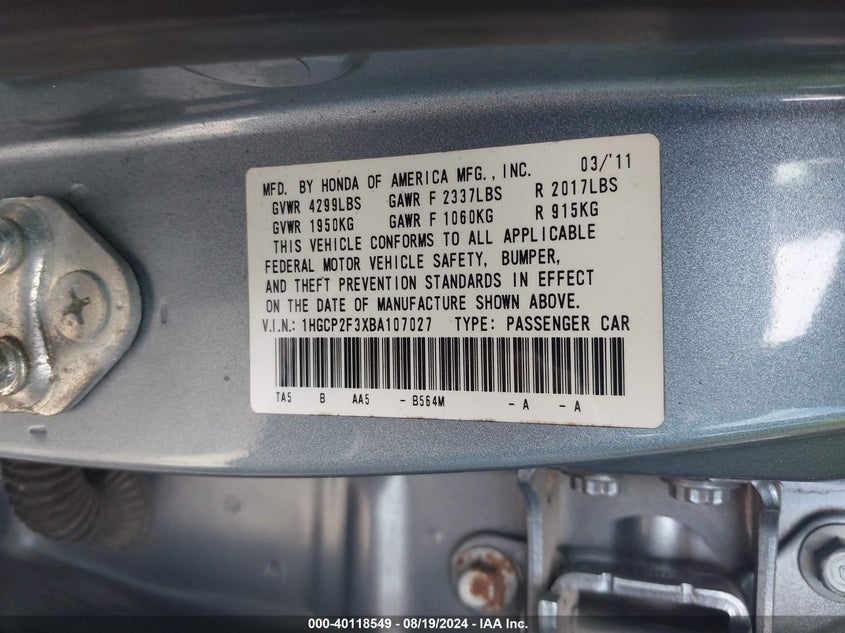 MFD. BY HONDA OF AMERICA MFG., INC. 03/'11
GVWR 4299LBS GAWR F 2337LBS R 2017LBS
GVWR 1950KG GAWR F 1060KG R 915KG
THIS VEHICLE CONFORMS TO ALL APPLICABLE
FEDERAL MOTOR VEHICLE SAFETY, BUMPER,
AND THEFT PREVENTION STANDARDS IN EFFECT
ON THE DATE OF MANUFACTURE SHOWN ABOVE.
V.I.N.: 1HGCP2F3XBA107027 TYPE: PASSENGER CAR
TA5 B AA5 - B564M - A - A
000-40118549 - 08/19/2024 - IAA Inc.